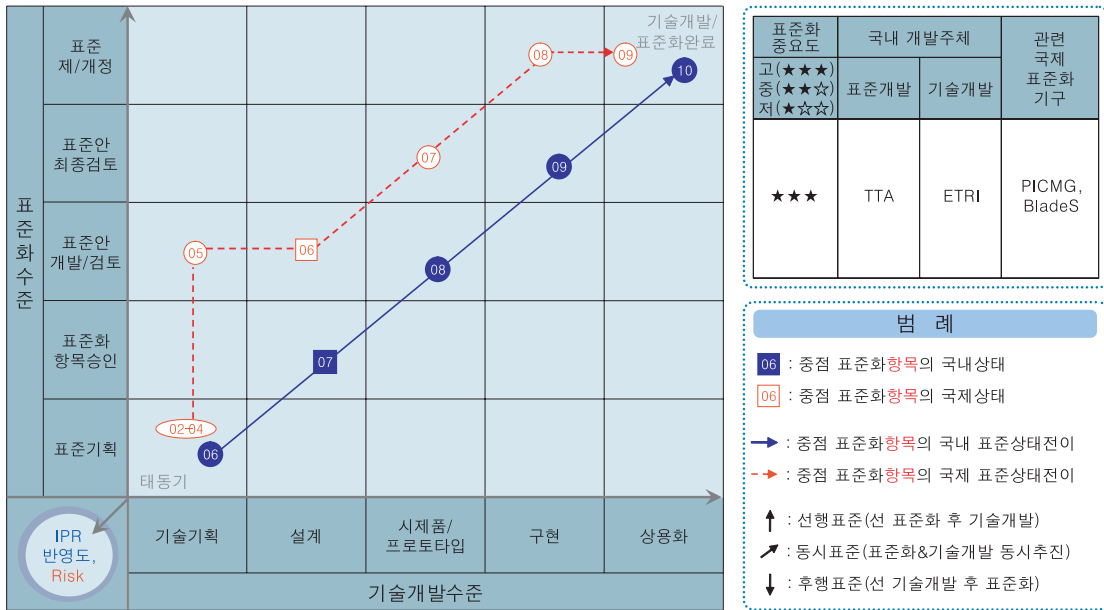 표준화수준
표준
제/개정
표준안
최종검토
표준안
개발/검토
표준화
항목승인
표준기획
기술개발/
표준화완료
08
09
10
07
09
05
06
08
07
02-04
06
태동기
IPR
반영도,
Risk
기술기획
설계
시제품/
프로토타입
구현
상용화
기술개발수준
표준화
중요도
고(★★★)
중(★★☆)
저(★☆☆)
국내 개발주체
표준개발
기술개발
관련
국제
표준화
기구
★★★
TTA
ETRI
PICMG,
BladeS
범 례
06 : 중점 표준화항목의 국내상태
06 : 중점 표준화항목의 국제상태
: 중점 표준화항목의 국내 표준상태전이
: 중점 표준화항목의 국제 표준상태전이
: 선행표준(선 표준화 후 기술개발)
: 동시표준(표준화&기술개발 동시추진)
: 후행표준(선 기술개발 후 표준화)